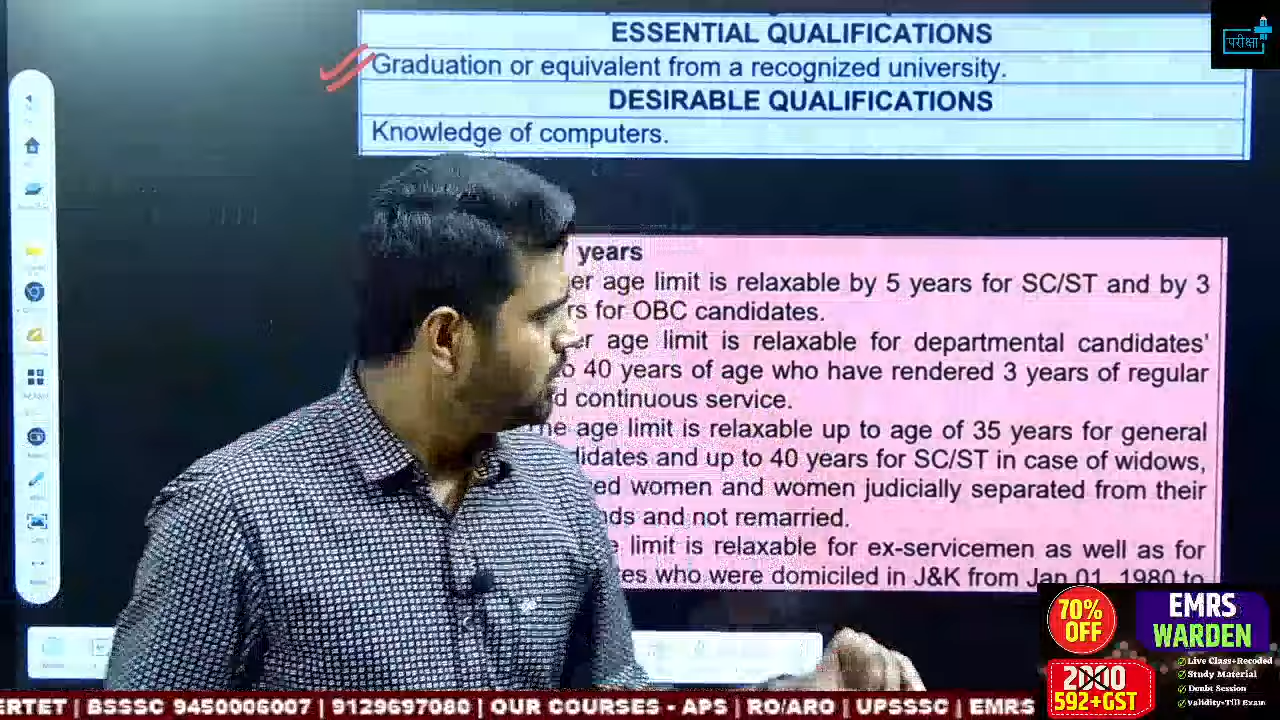 ESSENTIAL QUALIFICATIONS
Graduation or equivalent from a recognized university.
DESIRABLE QUALIFICATIONS
Knowledge of computers.
परीक्षा
years
er age limit is relaxable by 5 years for SC/ST and by 3
rs for OBC candidates.
er age limit is relaxable for departmental candidates'
o 40 years of age who have rendered 3 years of regular
d continuous service.
he age limit is relaxable up to age of 35 years for general
lidates and up to 40 years for SC/ST in case of widows,
ed women and women judicially separated from their
nds and not remarried.
e limit is relaxable for ex-servicemen as well as for
es who were domiciled in J&K from Jan 01, 1980 to
70%
OFF
EMRS
WARDEN
592+GST
Live Class+Recoded
Study Material
Doubt Session
Validity-Till Exam
ERTET | BSSSC 9450006007 | 9129697080 | OUR COURSES - APS | RO/ARO | UPSSSC | EMRS